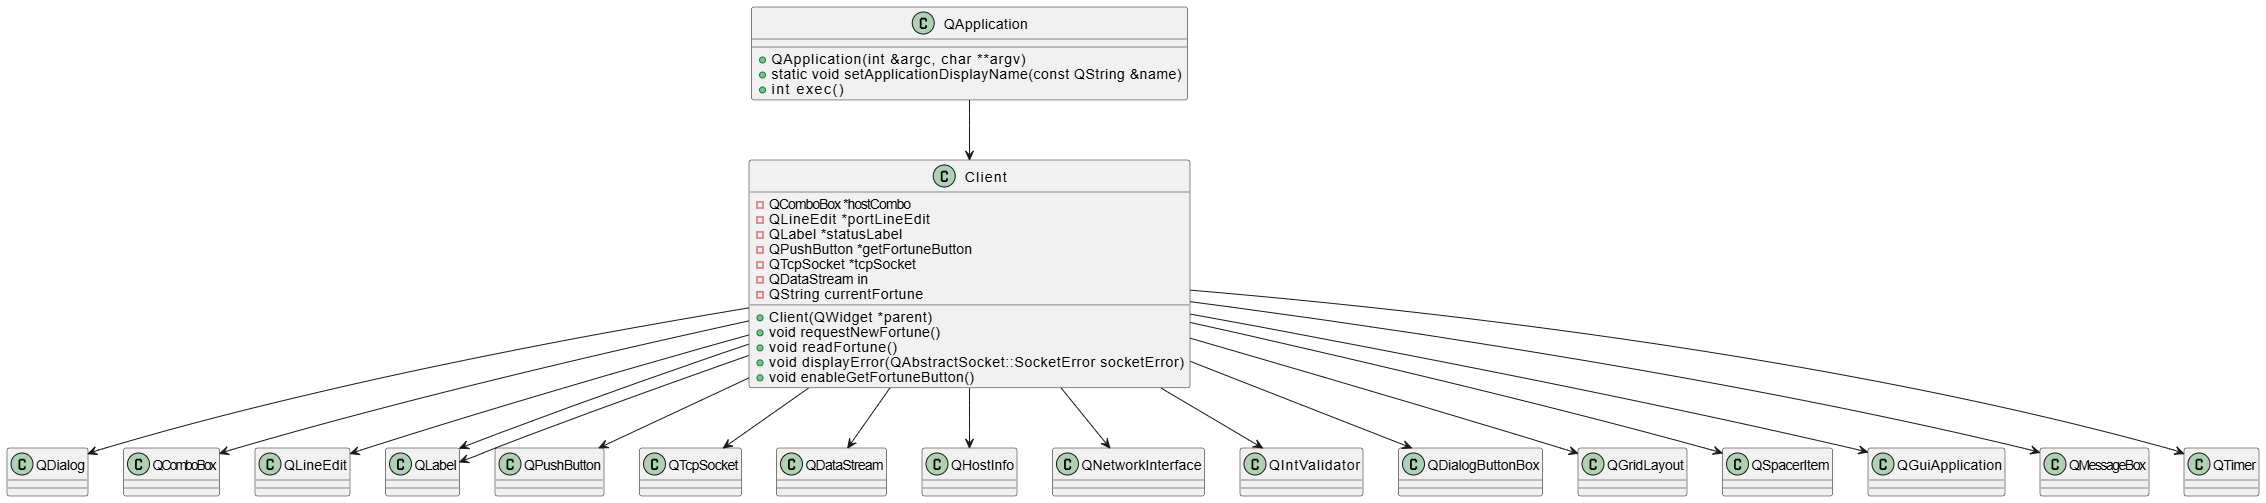 C QApplication
QApplication(int &argc, char **argv)
static void setApplicationDisplayName(const QString &name)
int exec()
C Client
QComboBox *hostCombo
QLineEdit *portLineEdit
QLabel *statusLabel
QPushButton *getFortuneButton
QTcpSocket *tcpSocket
QDataStream in
QString currentFortune
Client(QWidget *parent)
void requestNewFortune()
void readFortune()
void displayError(QAbstractSocket::SocketError socketError)
void enableGetFortuneButton()
C QDialog
C QComboBox
C QLineEdit
C QLabel
C QPushButton
C QTcpSocket
C QDataStream
C QHostInfo
C QNetworkInterface
C QIntValidator
C QDialogButtonBox
C QGridLayout
C QSpacerItem
C QGuiApplication
C QMessageBox
C QTimer